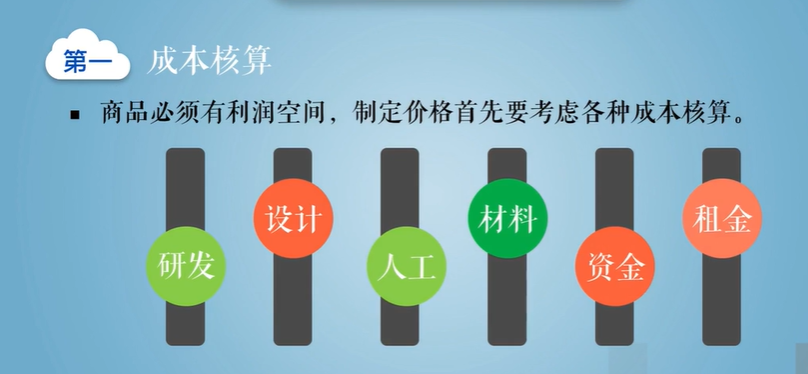 第一 成本核算
▪ 商品必须有利润空间，制定价格首先要考虑各种成本核算。
设计 材料 租金
研发 人工 资金